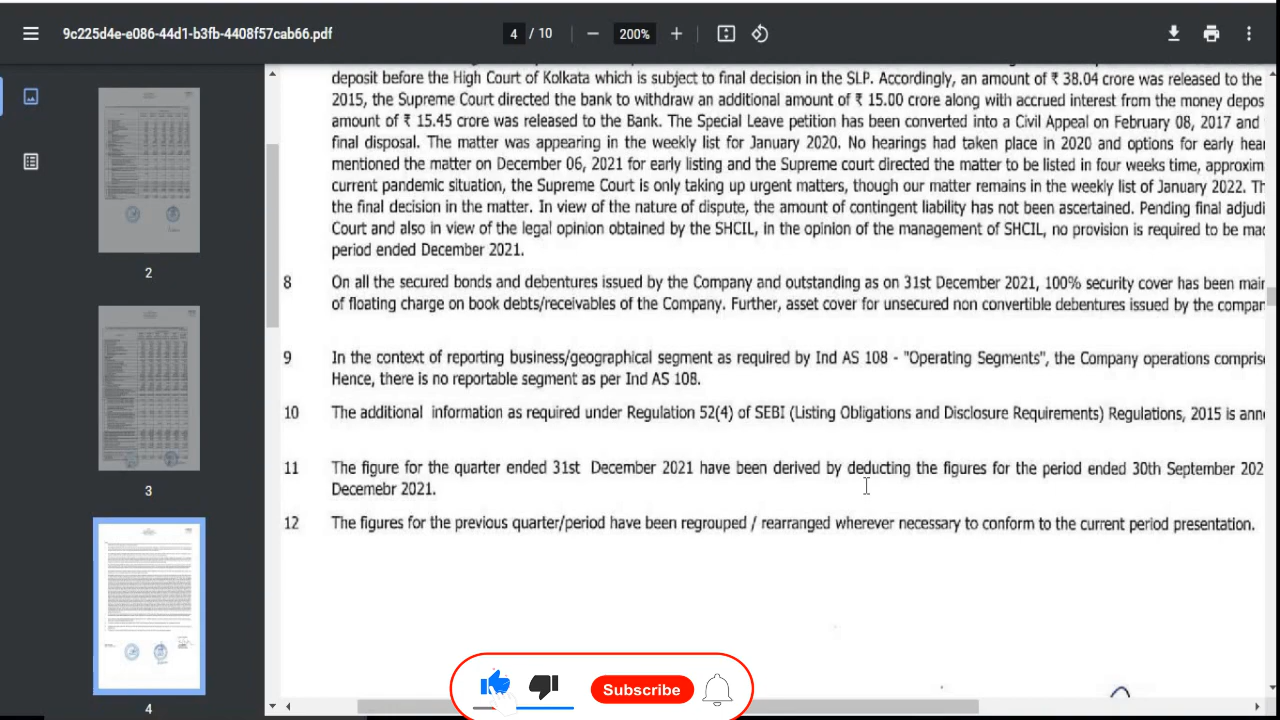 9c225d4e-e086-44d1-b3fb-4408f57cab66.pdf
4 / 10
200%
deposit before the High Court of Kolkata which is subject to final decision in the SLP. Accordingly, an amount of ₹ 38.04 crore was released to the
2015, the Supreme Court directed the bank to withdraw an additional amount of ₹ 15.00 crore along with accrued interest from the money depos
amount of ₹ 15.45 crore was released to the Bank. The Special Leave petition has been converted into a Civil Appeal on February 08, 2017 and
final disposal. The matter was appearing in the weekly list for January 2020. No hearings had taken place in 2020 and options for early hear
mentioned the matter on December 06, 2021 for early listing and the Supreme court directed the matter to be listed in four weeks time, approxim
current pandemic situation, the Supreme Court is only taking up urgent matters, though our matter remains in the weekly list of January 2022. Th
the final decision in the matter. In view of the nature of dispute, the amount of contingent liability has not been ascertained. Pending final adjudi
Court and also in view of the legal opinion obtained by the SHCIL, in the opinion of the management of SHCIL, no provision is required to be mad
period ended December 2021.
8 On all the secured bonds and debentures issued by the Company and outstanding as on 31st December 2021, 100% security cover has been main
of floating charge on book debts/receivables of the Company. Further, asset cover for unsecured non convertible debentures issued by the compan
9 In the context of reporting business/geographical segment as required by Ind AS 108 - "Operating Segments", the Company operations comprise
Hence, there is no reportable segment as per Ind AS 108.
10 The additional information as required under Regulation 52(4) of SEBI (Listing Obligations and Disclosure Requirements) Regulations, 2015 is anne
11 The figure for the quarter ended 31st December 2021 have been derived by deducting the figures for the period ended 30th September 202
Decemebr 2021.
12 The figures for the previous quarter/period have been regrouped / rearranged wherever necessary to conform to the current period presentation.
2
3
4
Subscribe